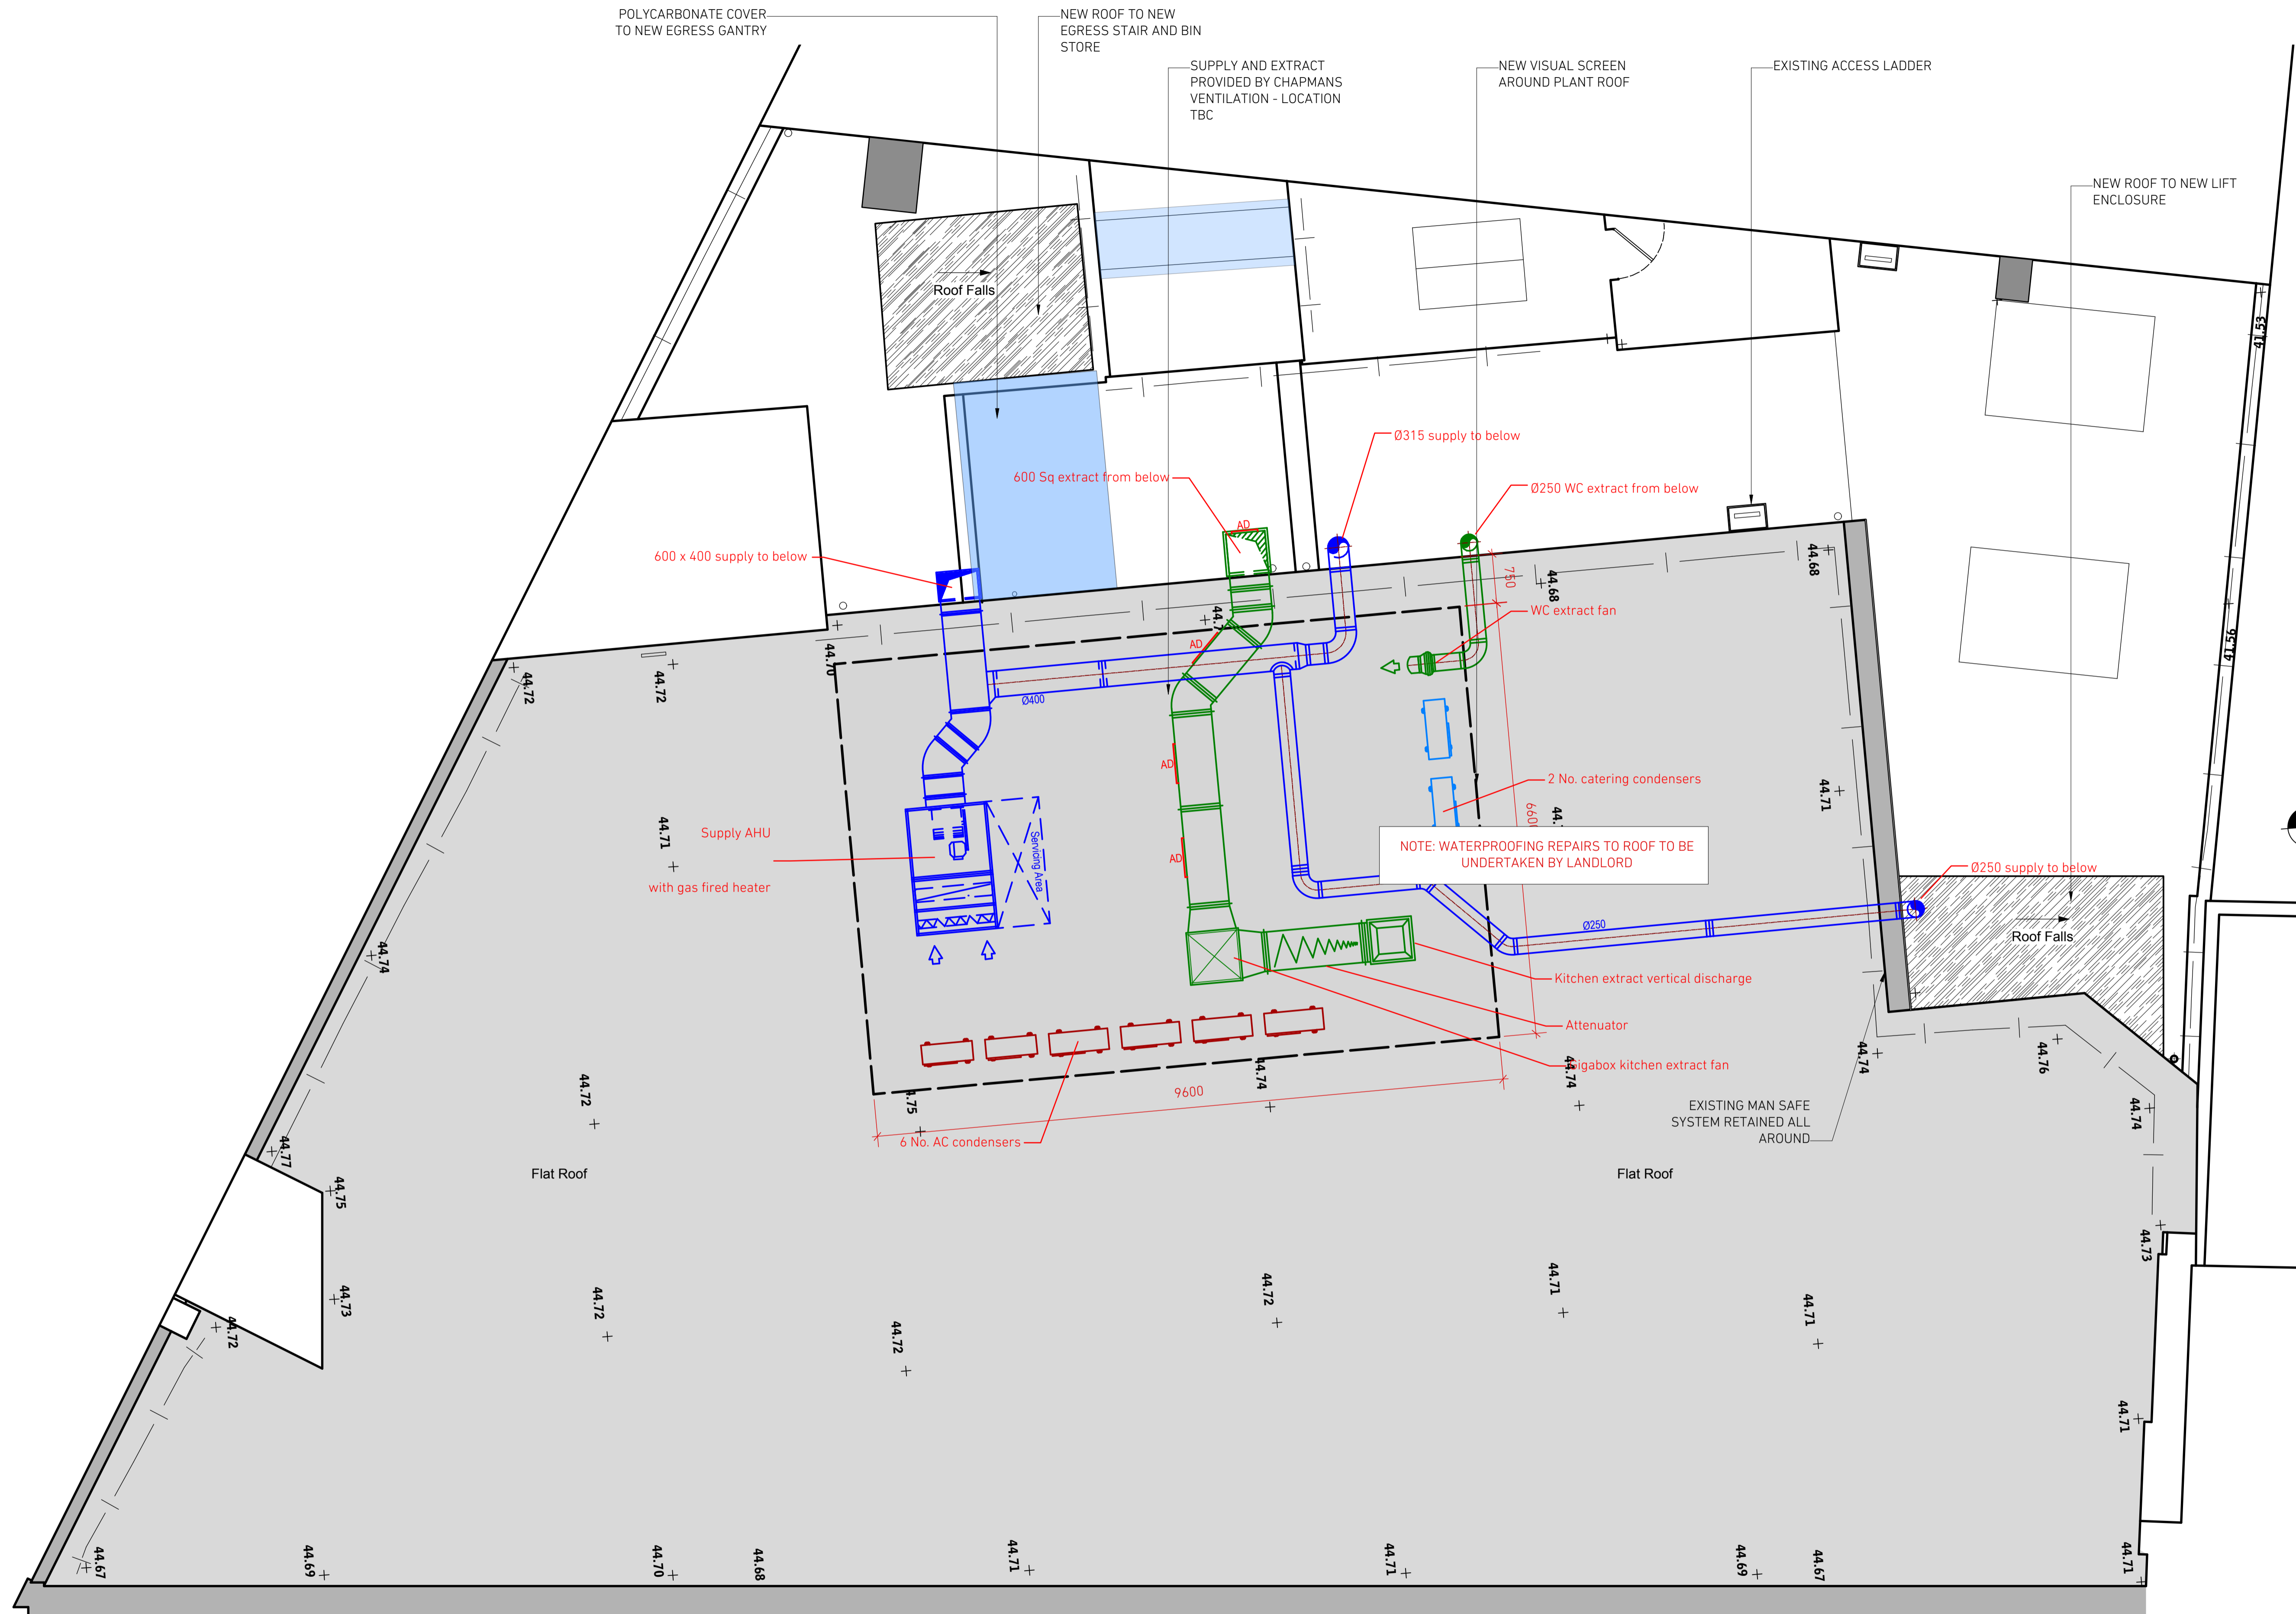 POLYCARBONATE COVER
TO NEW EGRESS GANTRY
NEW ROOF TO NEW
EGRESS STAIR AND BIN
STORE
SUPPLY AND EXTRACT
PROVIDED BY CHAPMANS
VENTILATION - LOCATION
TBC
NEW VISUAL SCREEN
AROUND PLANT ROOF
EXISTING ACCESS LADDER
NEW ROOF TO NEW LIFT
ENCLOSURE
Roof Falls
41.53
Ø315 supply to below
600 Sq extract from below
Ø250 WC extract from below
AD
600 x 400 supply to below
44.68
44.68
750
WC extract fan
AD
44.70
41.56
44.72
44.72
Ø400
AD
2 No. catering condensers
44.71
6600
44.71
Supply AHU
with gas fired heater
Servicing Area
AD
NOTE: WATERPROOFING REPAIRS TO ROOF TO BE
UNDERTAKEN BY LANDLORD
Ø250 supply to below
Ø250
Roof Falls
44.74
Kitchen extract vertical discharge
Attenuator
Gigabox kitchen extract fan
44.74
44.74
44.74
44.76
44.72
9600
44.74
6 No. AC condensers
EXISTING MAN SAFE
SYSTEM RETAINED ALL
AROUND
44.77
Flat Roof
Flat Roof
44.75
44.73
44.73
44.72
44.72
44.72
44.72
44.71
44.71
44.71
44.67
44.69
44.70
44.68
44.71
44.71
44.69
44.67
44.71